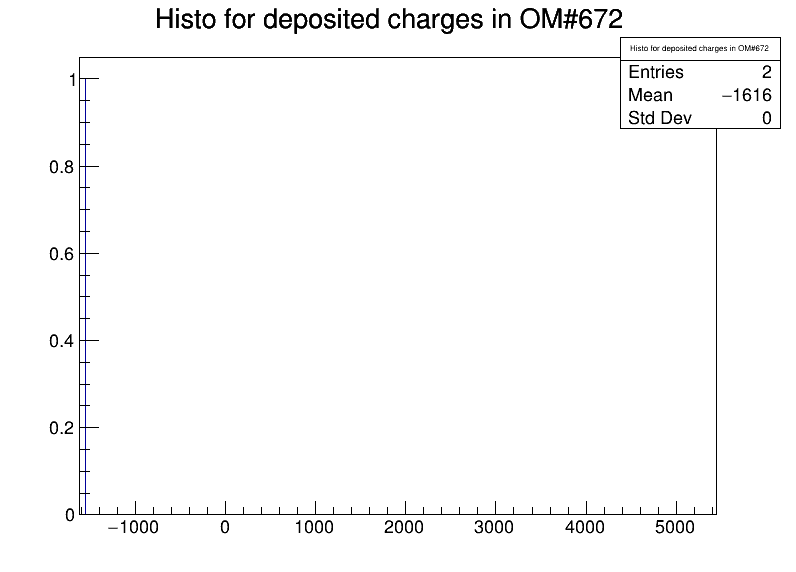 Histo for deposited charges in OM#672
Histo for deposited charges in OM#672
Entries 2
Mean −1616
Std Dev 0
1
0.8
0.6
0.4
0.2
0
−1000 0 1000 2000 3000 4000 5000